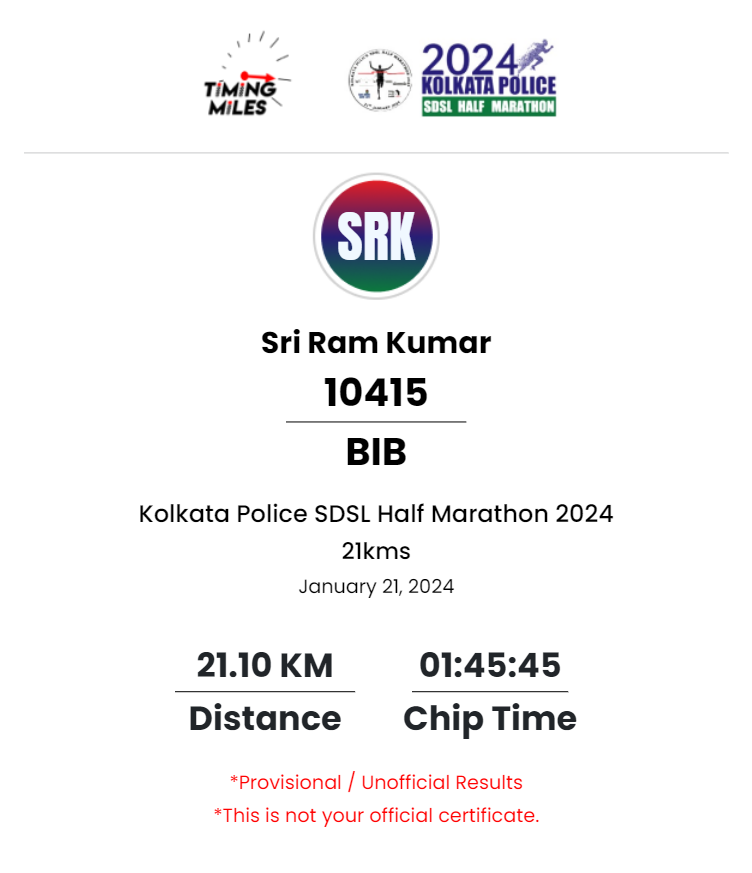 TIMING
MILES
2024
KOLKATA POLICE
SDSL HALF MARATHON
SRK
Sri Ram Kumar
10415
BIB
Kolkata Police SDSL Half Marathon 2024
21kms
January 21, 2024
21.10 KM
Distance
01:45:45
Chip Time
*Provisional / Unofficial Results
*This is not your official certificate.